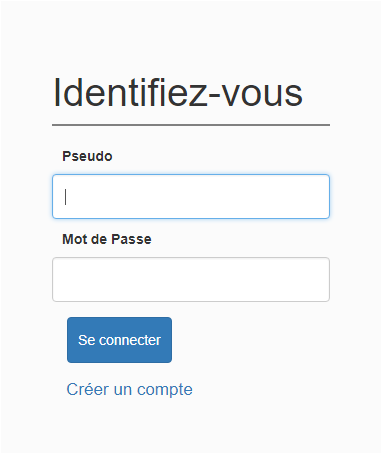 Identifiez-vous
Pseudo
Mot de Passe
Se connecter
Créer un compte